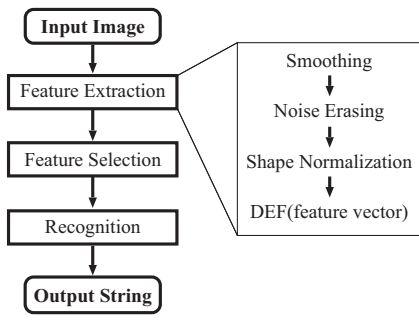 Input Image
Feature Extraction
Feature Selection
Recognition
Output String
Smoothing
Noise Erasing
Shape Normalization
DEF(feature vector)